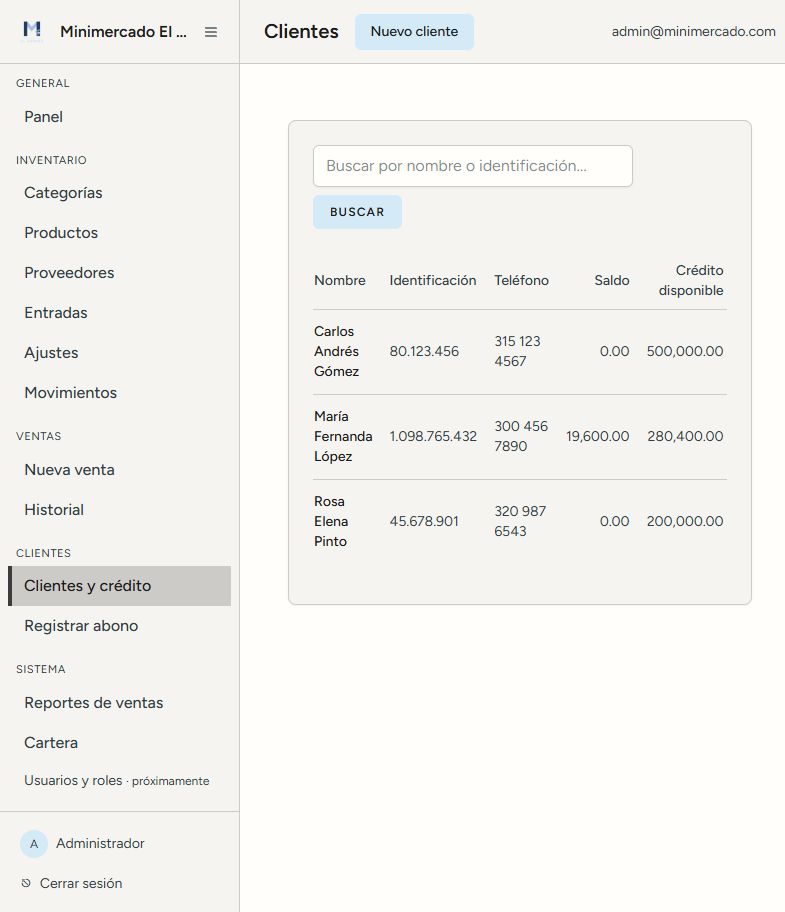 Minimercado El ...
Clientes
Nuevo cliente
admin@minimercado.com
GENERAL
Panel
INVENTARIO
Categorías
Productos
Proveedores
Entradas
Ajustes
Movimientos
VENTAS
Nueva venta
Historial
CLIENTES
Clientes y crédito
Registrar abono
SISTEMA
Reportes de ventas
Cartera
Usuarios y roles · próximamente
A
Administrador
Cerrar sesión
Buscar por nombre o identificación...
BUSCAR
Nombre Identificación Teléfono Saldo Crédito
disponible
Carlos
Andrés
Gómez
80.123.456
315 123
4567
0.00
500,000.00
María
Fernanda
López
1.098.765.432
300 456
7890
19,600.00
280,400.00
Rosa
Elena
Pinto
45.678.901
320 987
6543
0.00
200,000.00